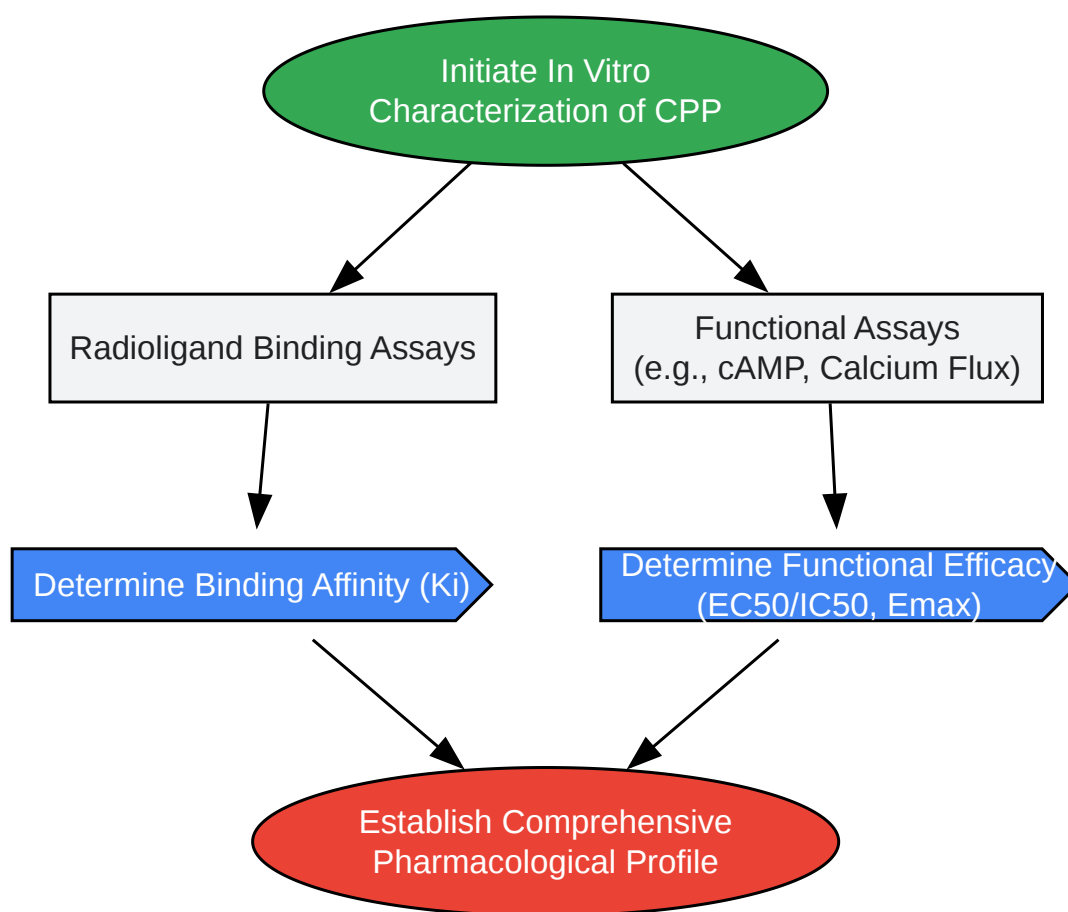 Initiate In Vitro
Characterization of CPP
Radioligand Binding Assays
Functional Assays
(e.g., cAMP, Calcium Flux)
Determine Binding Affinity (Ki)
Determine Functional Efficacy
(EC50/IC50, Emax)
Establish Comprehensive
Pharmacological Profile